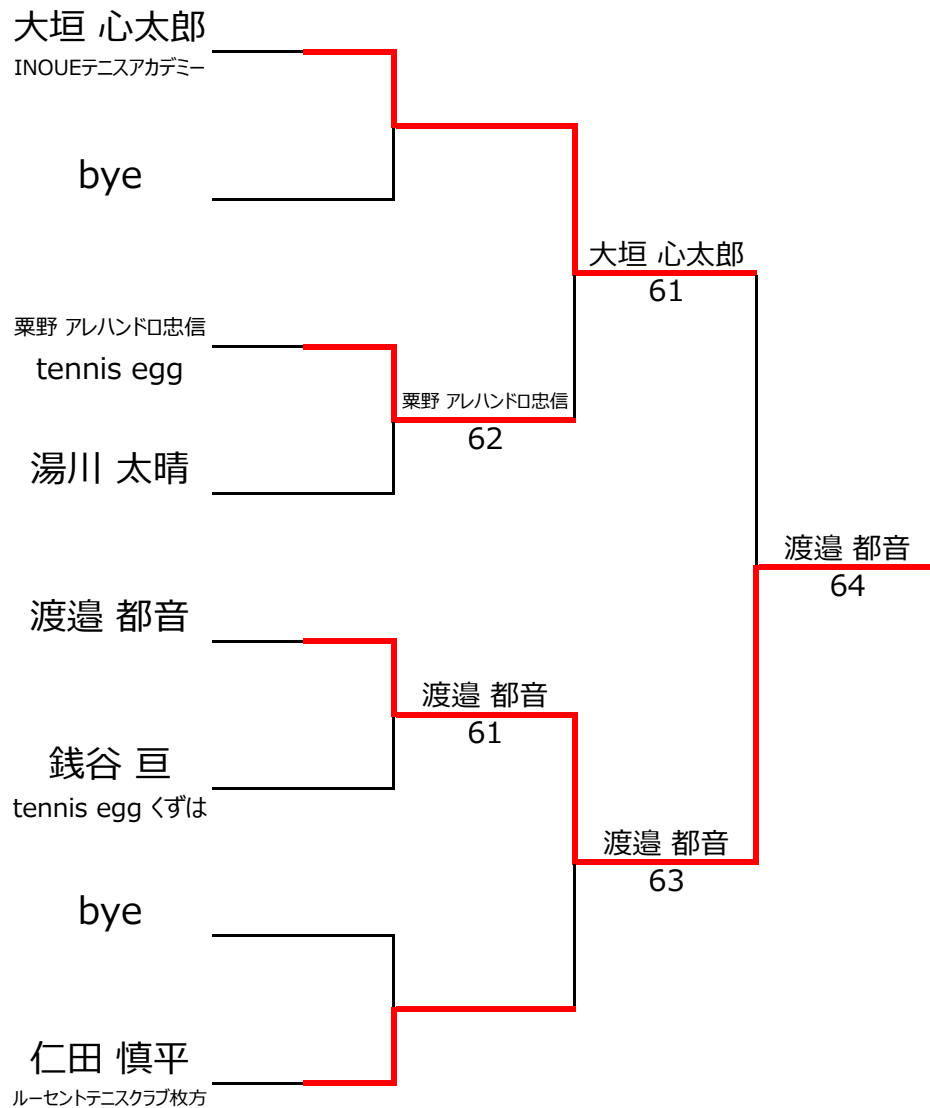 大垣 心太郎
INOUEテニスアカデミー
bye
大垣 心太郎
61
粟野 アレハンドロ忠信
tennis egg
粟野 アレハンドロ忠信
62
湯川 太晴
渡邉 都音
64
渡邉 都音
渡邉 都音
61
銭谷 亘
tennis egg くずは
渡邉 都音
63
bye
仁田 慎平
ルーセントテニスクラブ枚方